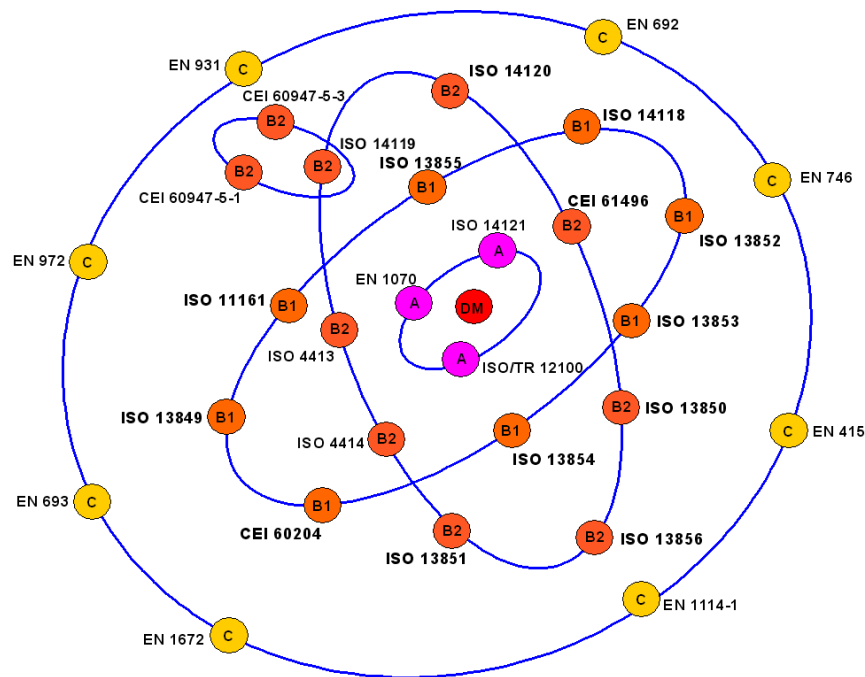 EN 692
C
EN 931
C
CEI 60947-5-3
B2
ISO 14120
B2
ISO 14118
B1
ISO 14119
B2
ISO 13855
B1
B2
CEI 60947-5-1
EN 746
C
CEI 61496
B2
B1
ISO 13852
ISO 14121
A
EN 972
C
EN 1070
A
DM
ISO 11161
B1
B1
ISO 13853
B2
ISO 4413
A
ISO/TR 12100
ISO 13849
B1
B2
ISO 13850
ISO 4414
B2
B1
ISO 13854
C
EN 415
EN 693
C
B1
CEI 60204
B2
ISO 13851
B2
ISO 13856
C
EN 1114-1
EN 1672
C